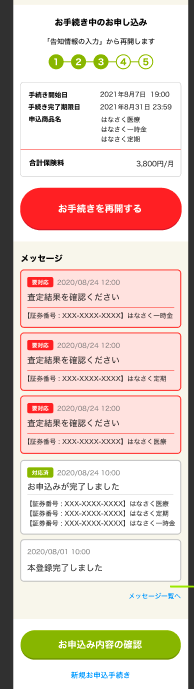 お手続き中のお申し込み
「告知情報の入力」から再開します
1 2 3 4 5
手続き開始日 2021年8月7日 19:00
手続き完了期限日 2021年8月31日 23:59
申込商品名 はなさく医療
はなさく一時金
はなさく定期
合計保険料 3,800円/月
お手続きを再開する
メッセージ
要対応 2020/08/24 12:00
査定結果を確認ください
【証券番号：XXX-XXXX-XXXX】はなさく一時金
要対応 2020/08/24 12:00
査定結果を確認ください
【証券番号：XXX-XXXX-XXXX】はなさく定期
要対応 2020/08/24 12:00
査定結果を確認ください
【証券番号：XXX-XXXX-XXXX】はなさく医療
対応済 2020/08/24 10:00
お申込みが完了しました
【証券番号：XXX-XXXX-XXXX】はなさく医療
【証券番号：XXX-XXXX-XXXX】はなさく定期
【証券番号：XXX-XXXX-XXXX】はなさく一時金
2020/08/01 10:00
本登録完了しました
メッセージ一覧へ
お申込み内容の確認
新規お申込手続き